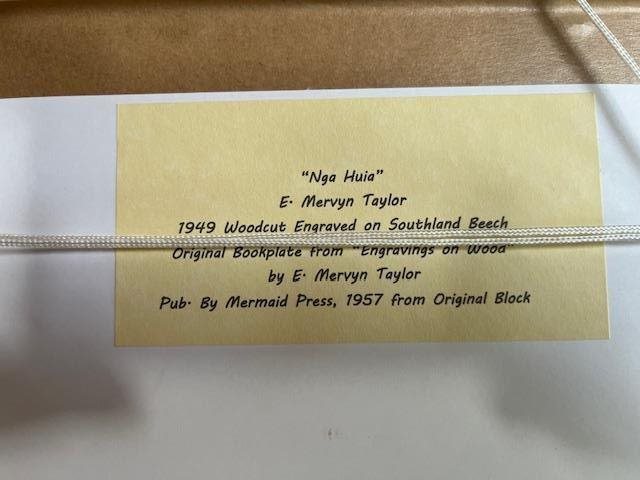 “Nga Huia”
E. Mervyn Taylor
1949 Woodcut Engraved on Southland Beech
Original Bookplate from “Engravings on Wood”
by E. Mervyn Taylor
Pub. By Mermaid Press, 1957 from Original Block